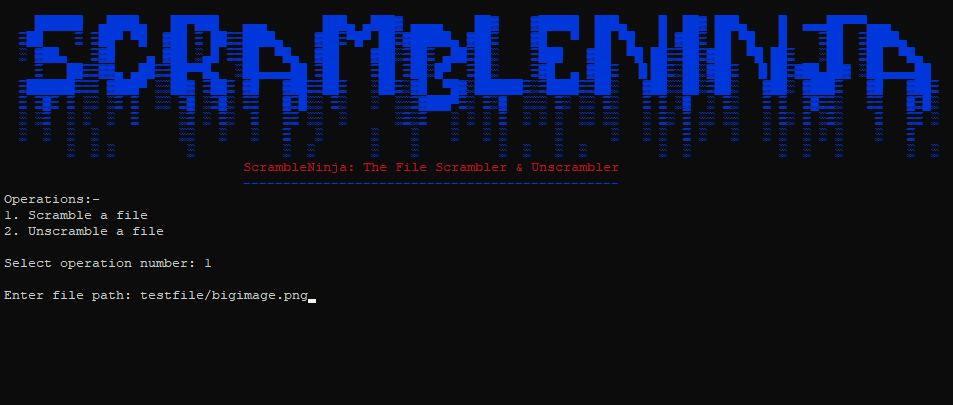 SCRAMBLENINJA
ScrambleNinja: The File Scrambler & Unscrambler
-----------------------------------------------
Operations:-
1. Scramble a file
2. Unscramble a file
Select operation number: 1
Enter file path: testfile/bigimage.png